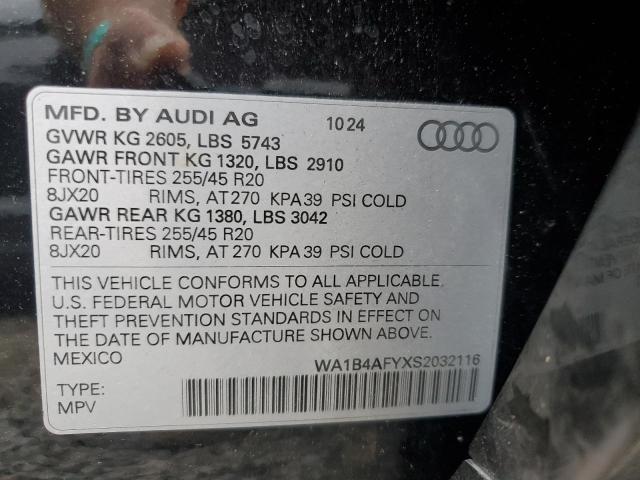 MFD. BY AUDI AG 10 24
GVWR KG 2605, LBS 5743
GAWR FRONT KG 1320, LBS 2910
FRONT-TIRES 255/45 R20
8JX20 RIMS, AT 270 KPA 39 PSI COLD
GAWR REAR KG 1380, LBS 3042
REAR-TIRES 255/45 R20
8JX20 RIMS, AT 270 KPA 39 PSI COLD
THIS VEHICLE CONFORMS TO ALL APPLICABLE
U.S. FEDERAL MOTOR VEHICLE SAFETY AND
THEFT PREVENTION STANDARDS IN EFFECT ON
THE DATE OF MANUFACTURE SHOWN ABOVE.
MEXICO WA1B4AFYXS2032116
TYPE:
MPV